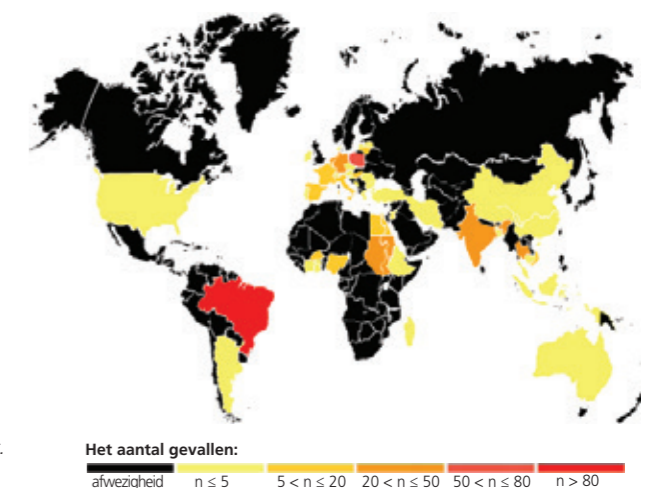 Het aantal gevallen:
afwezigheid n ≤ 5 5 < n ≤ 20 20 < n ≤ 50 50 < n ≤ 80 n > 80